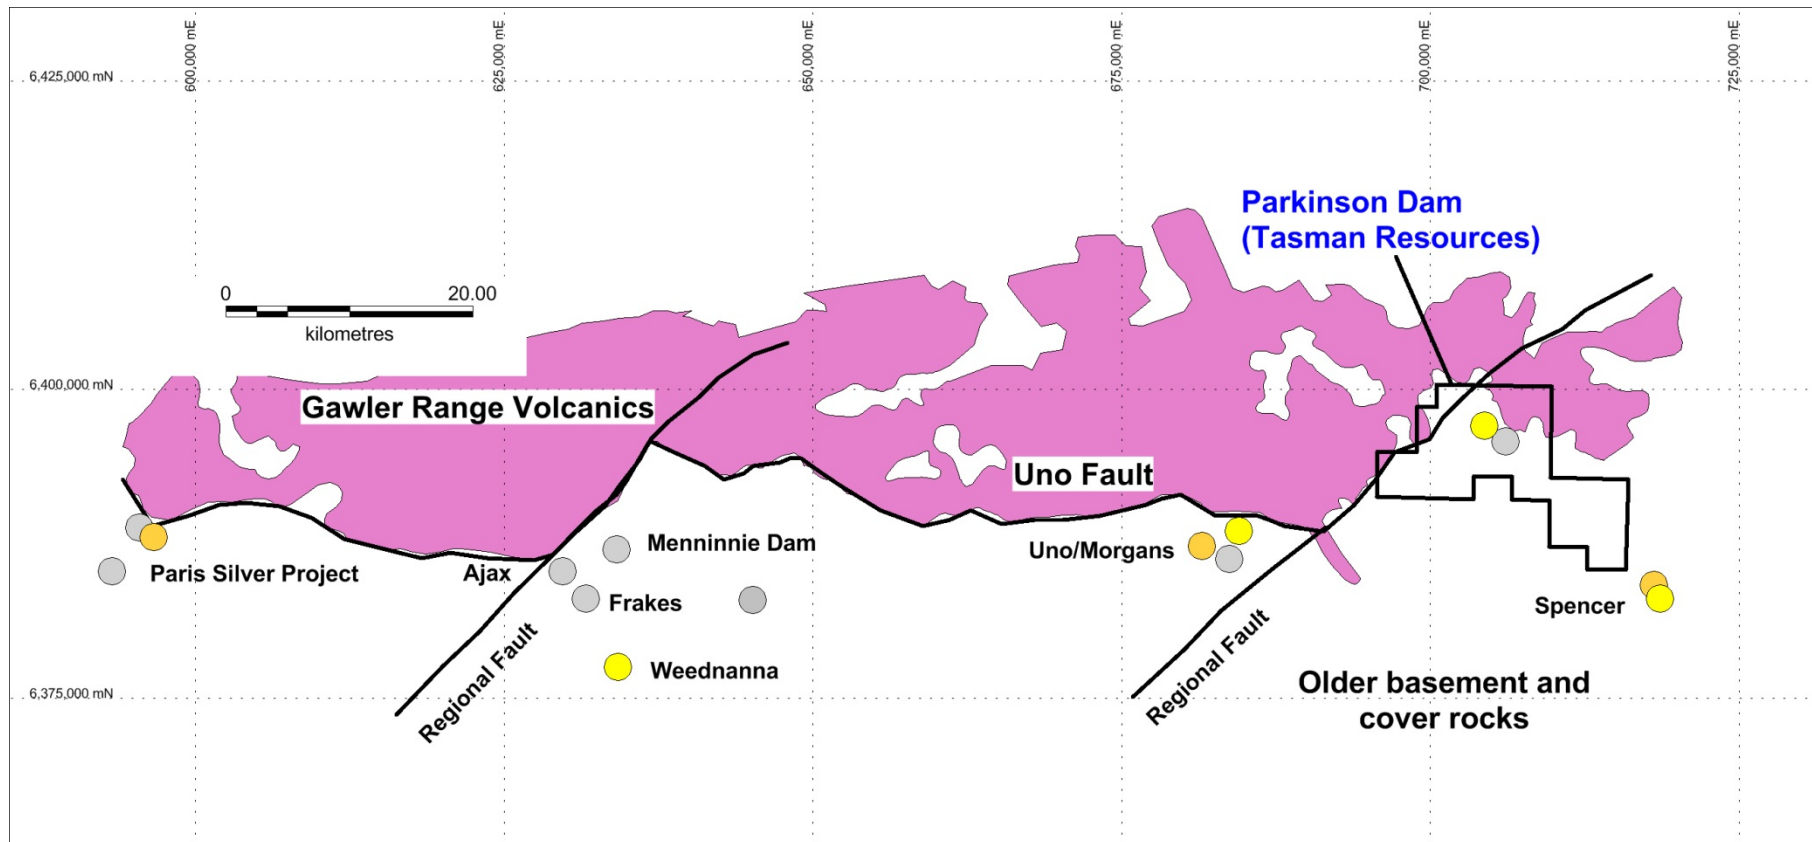 600,000 mE
625,000 mE
650,000 mE
675,000 mE
700,000 mE
725,000 mE
6,425,000 mN
Parkinson Dam
(Tasman Resources)
0 20.00
kilometres
6,400,000 mN
Gawler Range Volcanics
Uno Fault
Menninnie Dam
Uno/Morgans
Paris Silver Project
Ajax
Frakes
Spencer
Regional Fault
Regional Fault
Weednanna
Older basement and
cover rocks
6,375,000 mN